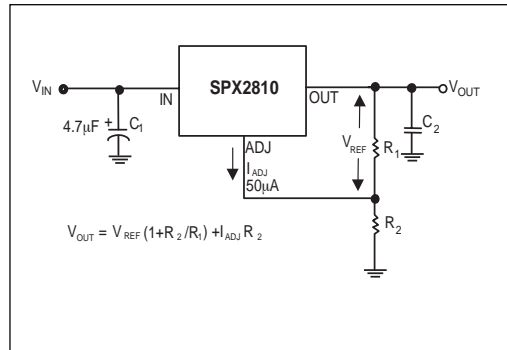 SPX2810
V_IN
IN
OUT
V_OUT
4.7µF + C_1
ADJ
I_ADJ
50µA
V_REF
R_1
C_2
R_2
V_OUT = V_REF (1+R_2/R_1) +I_ADJ R_2